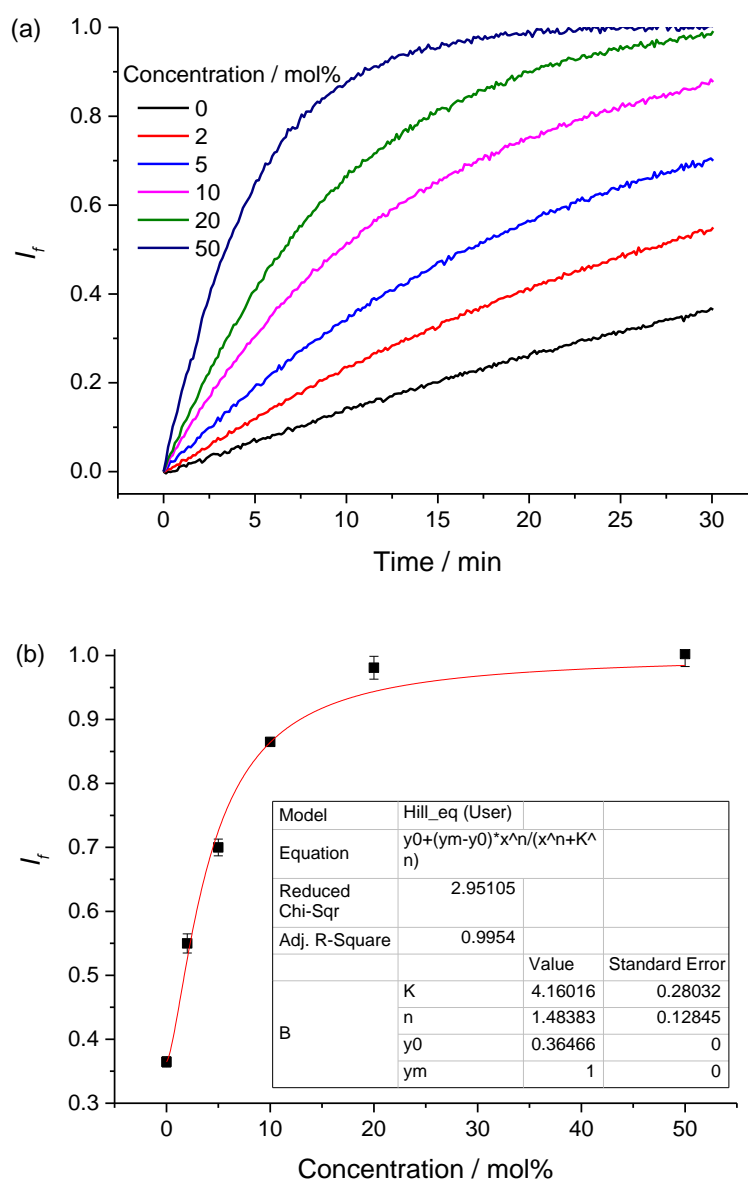 (a)
1.0
0.8
0.6
0.4
0.2
0.0
I_f
Concentration / mol%
0
2
5
10
20
50
0 5 10 15 20 25 30
Time / min
(b)
1.0
0.9
0.8
0.7
0.6
0.5
0.4
0.3
I_f
Model Hill_eq (User)
Equation y0+(ym-y0)*x^n/(x^n+K^
n)
Reduced 2.95105
Chi-Sqr
Adj. R-Square 0.9954
Value Standard Error
B
K 4.16016 0.28032
n 1.48383 0.12845
y0 0.36466 0
ym 1 0
0 10 20 30 40 50
Concentration / mol%